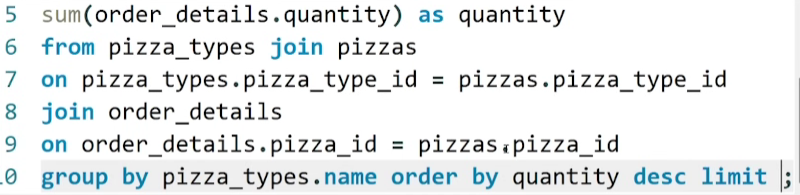 5 sum(order_details.quantity) as quantity
6 from pizza_types join pizzas
7 on pizza_types.pizza_type_id = pizzas.pizza_type_id
8 join order_details
9 on order_details.pizza_id = pizzas.pizza_id
10 group by pizza_types.name order by quantity desc limit ;